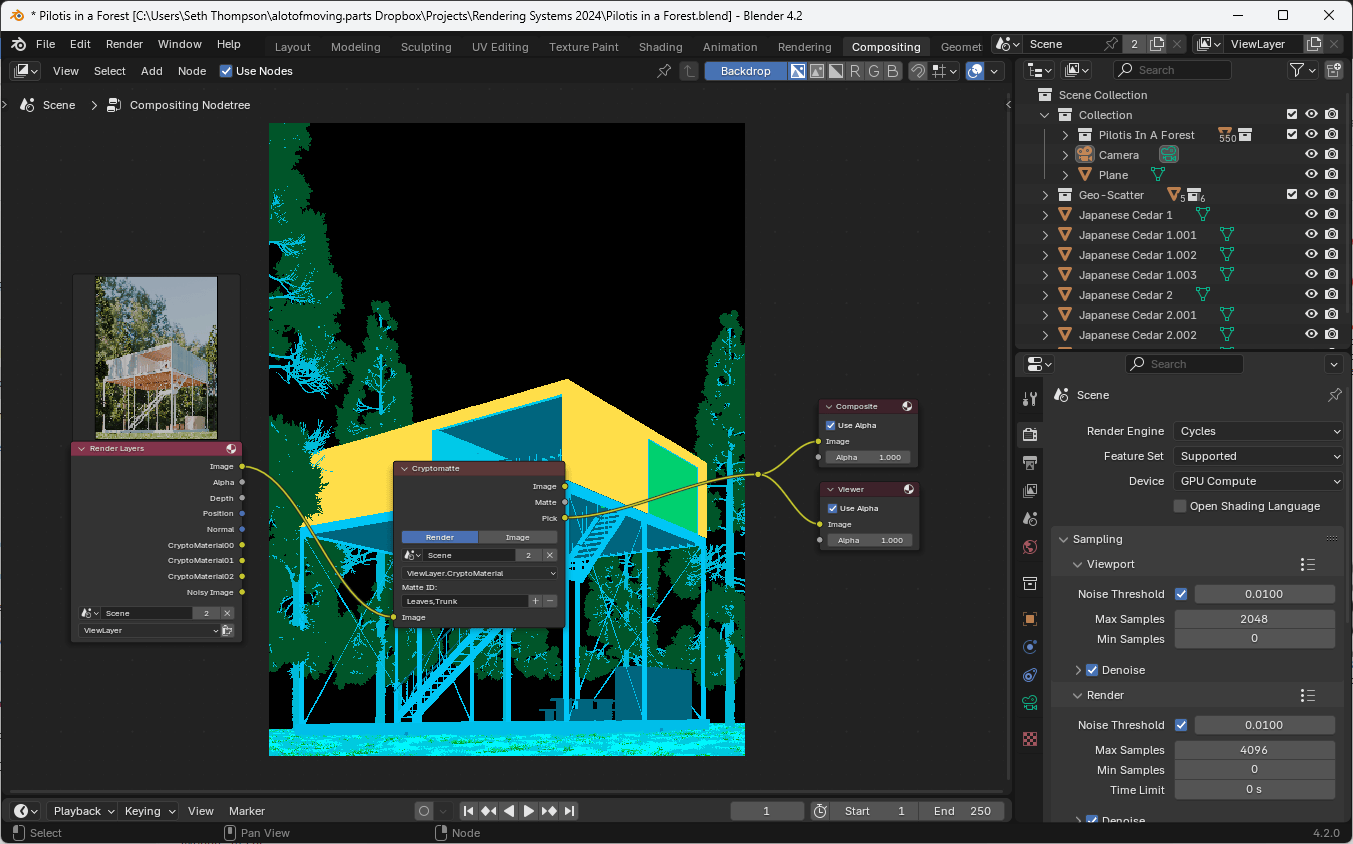 * Pilotis in a Forest [C:\Users\Seth Thompson\alotofmoving.parts Dropbox\Projects\Rendering Systems 2024\Pilotis in a Forest.blend] - Blender 4.2
File Edit Render Window Help Layout Modeling Sculpting UV Editing Texture Paint Shading Animation Rendering Compositing Geomet Scene 2 ViewLayer
View Select Add Node Use Nodes Backdrop R G B Search
Scene > Compositing Nodetree
Scene Collection
Collection
Pilotis In A Forest 550
Camera
Plane
Geo-Scatter 5 6
Japanese Cedar 1
Japanese Cedar 1.001
Japanese Cedar 1.002
Japanese Cedar 1.003
Japanese Cedar 2
Japanese Cedar 2.001
Japanese Cedar 2.002
Render Layers
Image
Alpha
Depth
Position
Normal
CryptoMaterial00
CryptoMaterial01
CryptoMaterial02
Noisy Image
Scene 2
ViewLayer
Cryptomatte
Image
Matte
Pick
Render Image
Scene 2
ViewLayer.CryptoMaterial
Matte ID:
Leaves,Trunk
Image
Composite
Use Alpha
Image
Alpha 1.000
Viewer
Use Alpha
Image
Alpha 1.000
Search
Scene
Render Engine Cycles
Feature Set Supported
Device GPU Compute
Open Shading Language
Sampling
Viewport
Noise Threshold 0.0100
Max Samples 2048
Min Samples 0
Denoise
Render
Noise Threshold 0.0100
Max Samples 4096
Min Samples 0
Time Limit 0 s
Denoise
Playback Keying View Marker 1 Start 1 End 250
Select Pan View Node 4.2.0